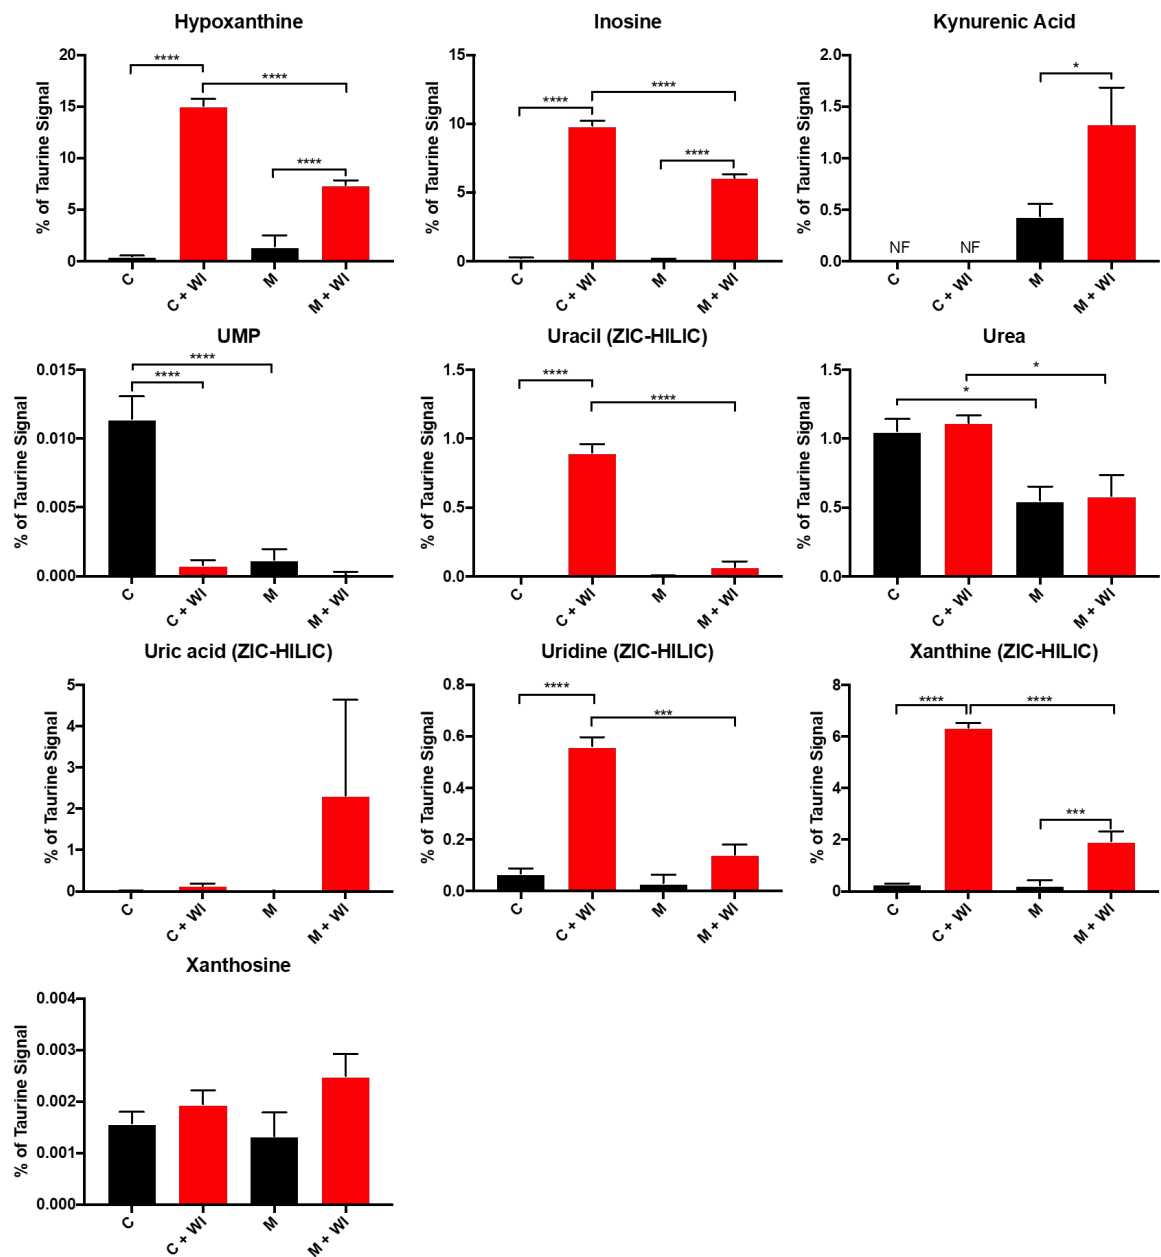 Hypoxanthine
% of Taurine Signal
20
15
10
5
0
****
****
****
C
C + WI
M
M + WI
Inosine
% of Taurine Signal
15
10
5
0
****
****
****
C
C + WI
M
M + WI
Kynurenic Acid
% of Taurine Signal
2.0
1.5
1.0
0.5
0.0
*
NF
NF
C
C + WI
M
M + WI
UMP
% of Taurine Signal
0.015
0.010
0.005
0.000
****
****
C
C + WI
M
M + WI
Uracil (ZIC-HILIC)
% of Taurine Signal
1.5
1.0
0.5
0.0
****
****
C
C + WI
M
M + WI
Urea
% of Taurine Signal
1.5
1.0
0.5
0.0
*
*
C
C + WI
M
M + WI
Uric acid (ZIC-HILIC)
% of Taurine Signal
5
4
3
2
1
0
C
C + WI
M
M + WI
Uridine (ZIC-HILIC)
% of Taurine Signal
0.8
0.6
0.4
0.2
0.0
****
***
C
C + WI
M
M + WI
Xanthine (ZIC-HILIC)
% of Taurine Signal
8
6
4
2
0
****
****
***
C
C + WI
M
M + WI
Xanthosine
% of Taurine Signal
0.004
0.003
0.002
0.001
0.000
C
C + WI
M
M + WI